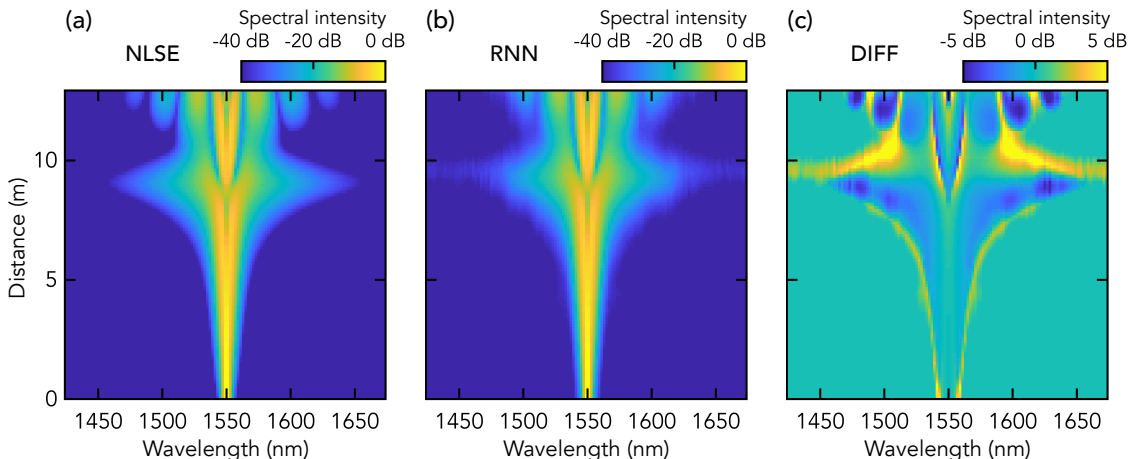 (a)
Spectral intensity
-40 dB -20 dB 0 dB
NLSE
(b)
Spectral intensity
-40 dB -20 dB 0 dB
RNN
(c)
Spectral intensity
-5 dB 0 dB 5 dB
DIFF
Distance (m)
10
5
0
1450 1500 1550 1600 1650
Wavelength (nm)
1450 1500 1550 1600 1650
Wavelength (nm)
1450 1500 1550 1600 1650
Wavelength (nm)